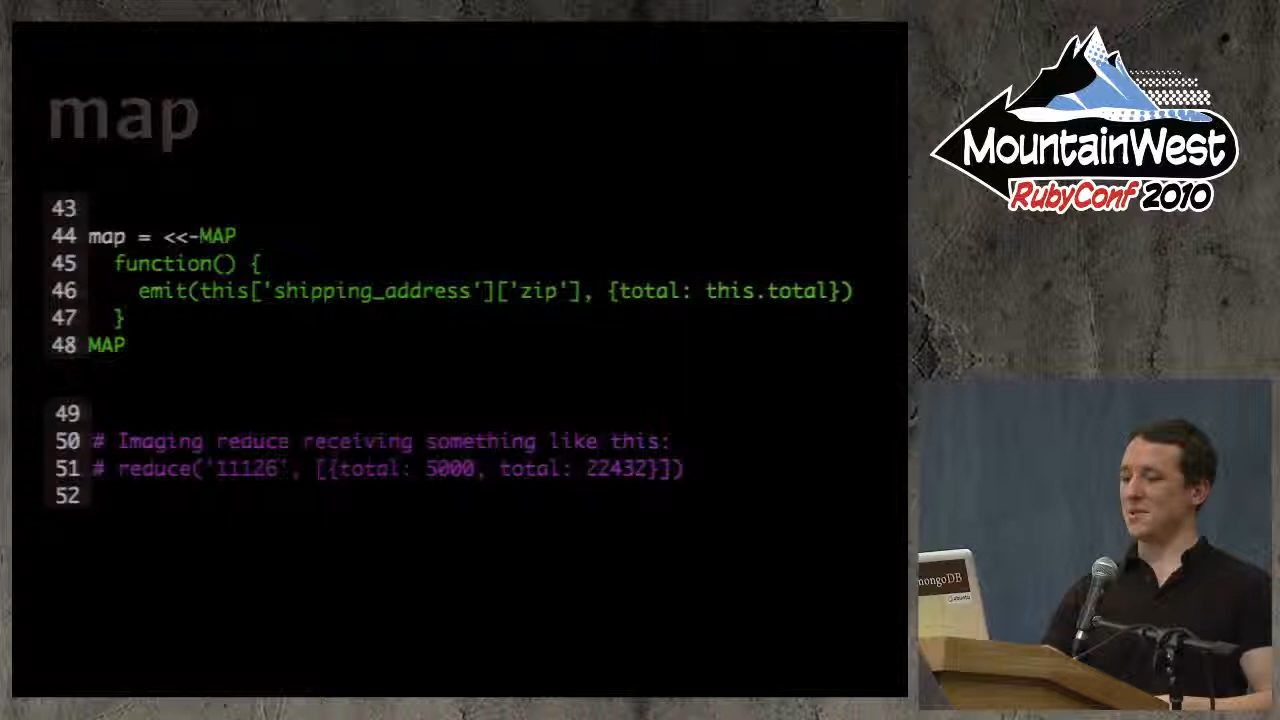 map
43
44 map = <<-MAP
45 function() {
46 emit(this['shipping_address']['zip'], {total: this.total})
47 }
48 MAP
49
50 # Imaging reduce receiving something like this:
51 # reduce('11126', [{total: 5000, total: 22432}])
52
MountainWest
RubyConf 2010
mongoDB